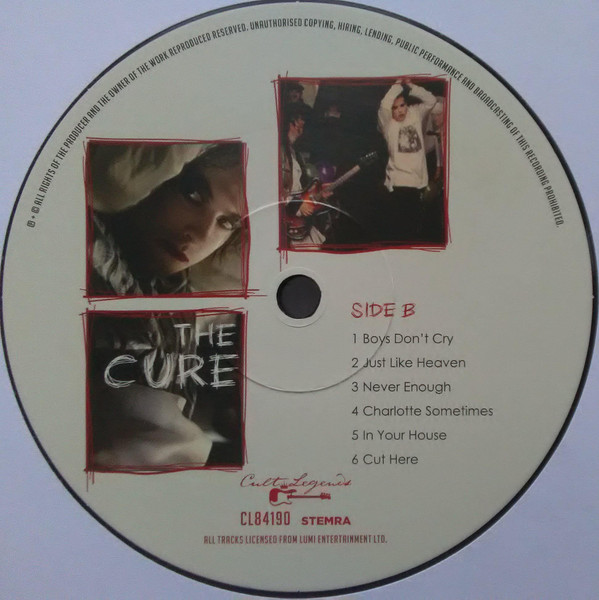 ℗ + © ALL RIGHTS OF THE PRODUCER AND THE OWNER OF THE WORK REPRODUCED RESERVED. UNAUTHORISED COPYING, HIRING, LENDING, PUBLIC PERFORMANCE AND BROADCASTING OF THIS RECORDING PROHIBITED.
THE
CURE
SIDE B
1 Boys Don't Cry
2 Just Like Heaven
3 Never Enough
4 Charlotte Sometimes
5 In Your House
6 Cut Here
Cult Legends
CL84190 STEMRA
ALL TRACKS LICENSED FROM LUMI ENTERTAINMENT LTD.